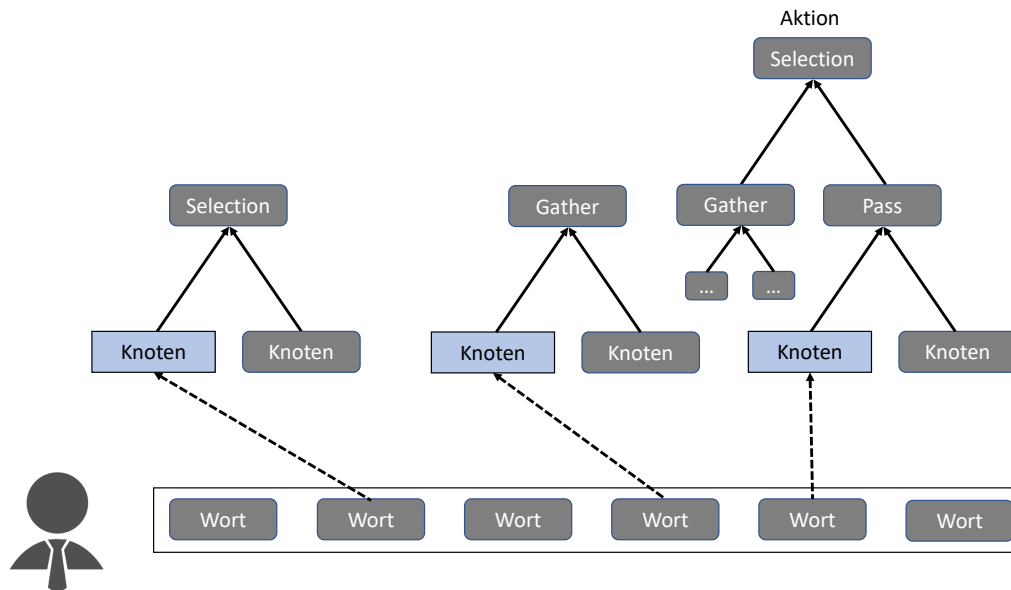 Aktion
Selection
Selection
Gather
Gather
Pass
...
...
Knoten
Knoten
Knoten
Knoten
Knoten
Knoten
Wort
Wort
Wort
Wort
Wort
Wort